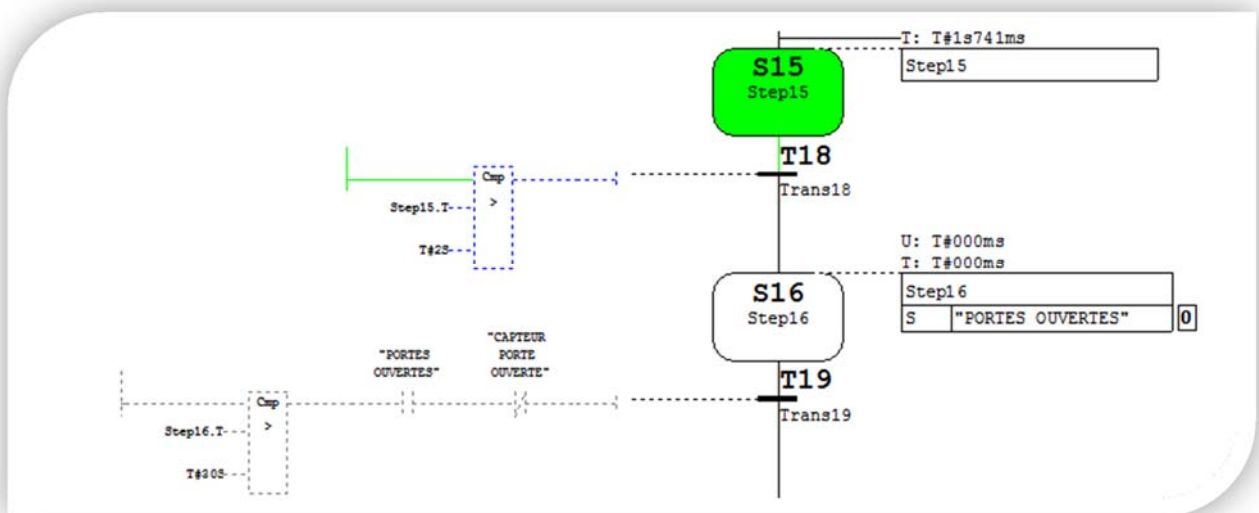 T: T#1s741ms
S15
Step15
Step15
T18
Trans18
Cmp
>
Step15.T
T#2S
U: T#000ms
T: T#000ms
S16
Step16
Step16
S "PORTES OUVERTES" 0
"PORTES
OUVERTES"
"CAPTEUR
PORTE
OUVERTE"
T19
Trans19
Cmp
>
Step16.T
T#30S